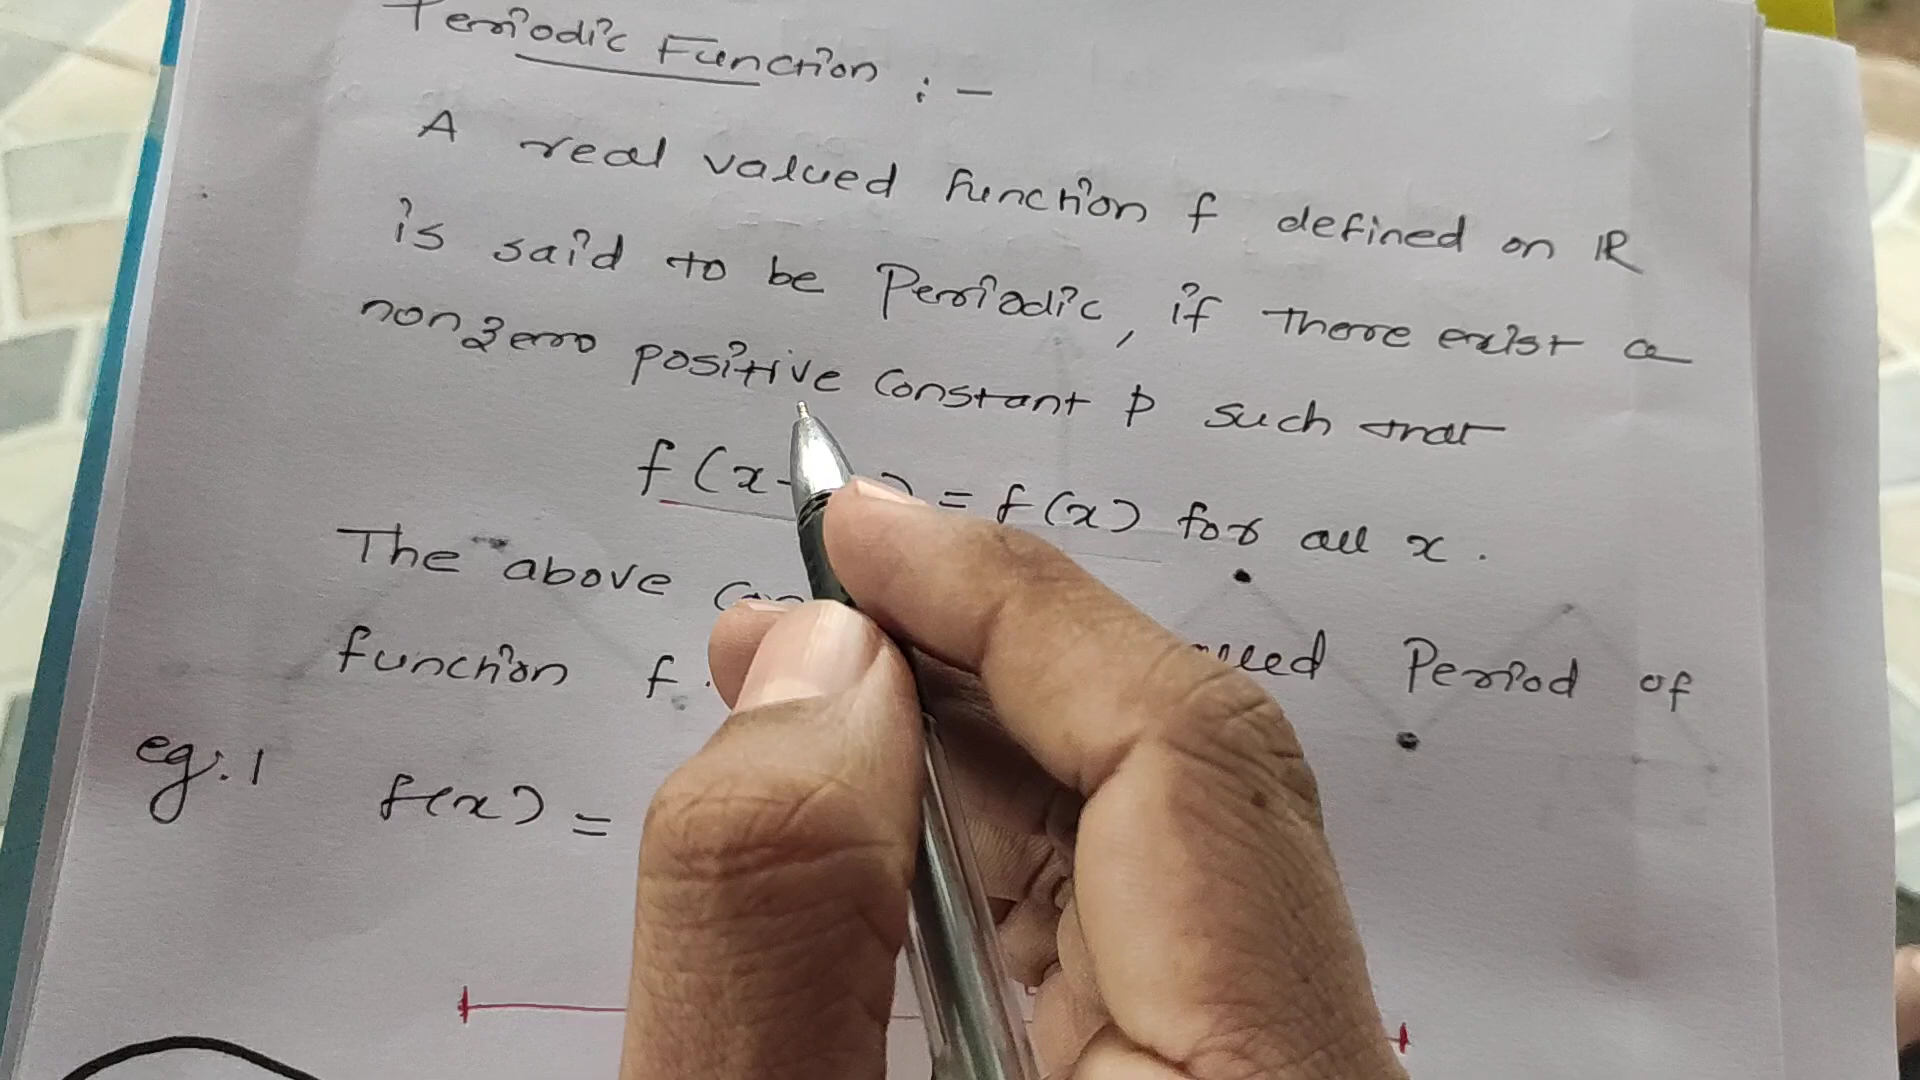 Periodic Function :-
A real valued function f defined on R
is said to be Periodic, if there exist a
nonzero positive constant p such that
f(x = f(x) for all x.
The above Period of
function f.
eg:1 f(x) =